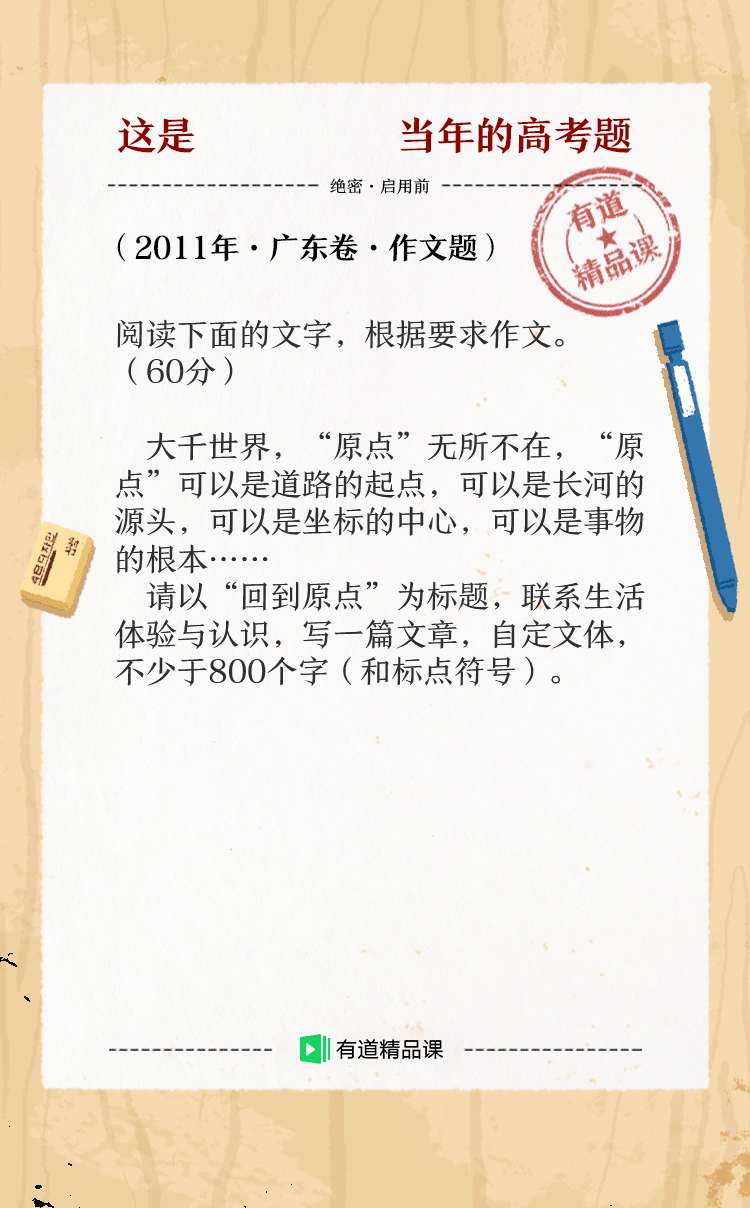 这是 当年的高考题
绝密·启用前
有道
精品课
（2011年·广东卷·作文题）
阅读下面的文字，根据要求作文。
（60分）
大千世界，“原点”无所不在，“原
点”可以是道路的起点，可以是长河的
源头，可以是坐标的中心，可以是事物
的根本……
请以“回到原点”为标题，联系生活
体验与认识，写一篇文章，自定文体，
不少于800个字（和标点符号）。
有道精品课